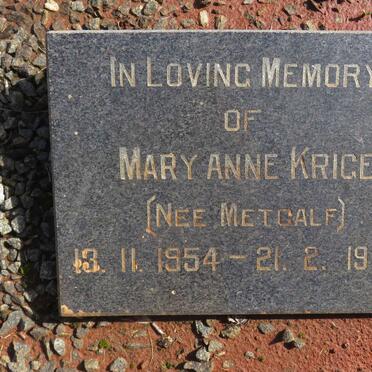 IN LOVING MEMORY
OF
MARY ANNE KRIGE
(NEE METCALF)
13. 11. 1954 - 21. 2. 19